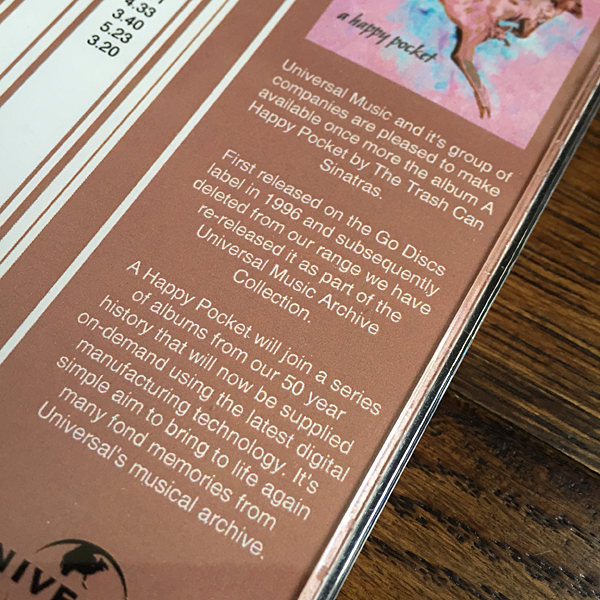 4.33
3.40
5.23
3.20
a happy pocket
Universal Music and it's group of
companies are pleased to make
available once more the album A
Happy Pocket by The Trash Can
Sinatras.
First released on the Go Discs
label in 1996 and subsequently
deleted from our range we have
re-released it as part of the
Universal Music Archive
Collection.
A Happy Pocket will join a series
of albums from our 50 year
history that will now be supplied
on-demand using the latest digital
manufacturing technology. It's
simple aim to bring to life again
many fond memories from
Universal's musical archive.
NIVE